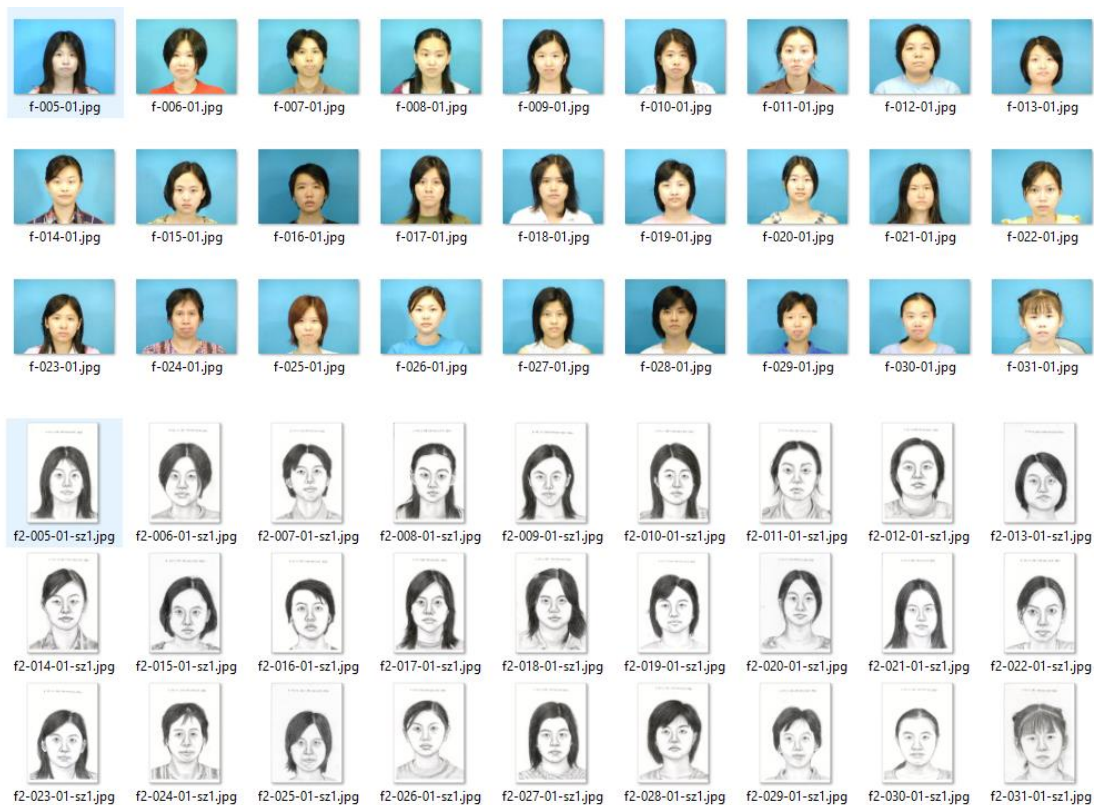 f-005-01.jpg f-006-01.jpg f-007-01.jpg f-008-01.jpg f-009-01.jpg f-010-01.jpg f-011-01.jpg f-012-01.jpg f-013-01.jpg
f-014-01.jpg f-015-01.jpg f-016-01.jpg f-017-01.jpg f-018-01.jpg f-019-01.jpg f-020-01.jpg f-021-01.jpg f-022-01.jpg
f-023-01.jpg f-024-01.jpg f-025-01.jpg f-026-01.jpg f-027-01.jpg f-028-01.jpg f-029-01.jpg f-030-01.jpg f-031-01.jpg
f2-005-01-sz1.jpg f2-006-01-sz1.jpg f2-007-01-sz1.jpg f2-008-01-sz1.jpg f2-009-01-sz1.jpg f2-010-01-sz1.jpg f2-011-01-sz1.jpg f2-012-01-sz1.jpg f2-013-01-sz1.jpg
f2-014-01-sz1.jpg f2-015-01-sz1.jpg f2-016-01-sz1.jpg f2-017-01-sz1.jpg f2-018-01-sz1.jpg f2-019-01-sz1.jpg f2-020-01-sz1.jpg f2-021-01-sz1.jpg f2-022-01-sz1.jpg
f2-023-01-sz1.jpg f2-024-01-sz1.jpg f2-025-01-sz1.jpg f2-026-01-sz1.jpg f2-027-01-sz1.jpg f2-028-01-sz1.jpg f2-029-01-sz1.jpg f2-030-01-sz1.jpg f2-031-01-sz1.jpg